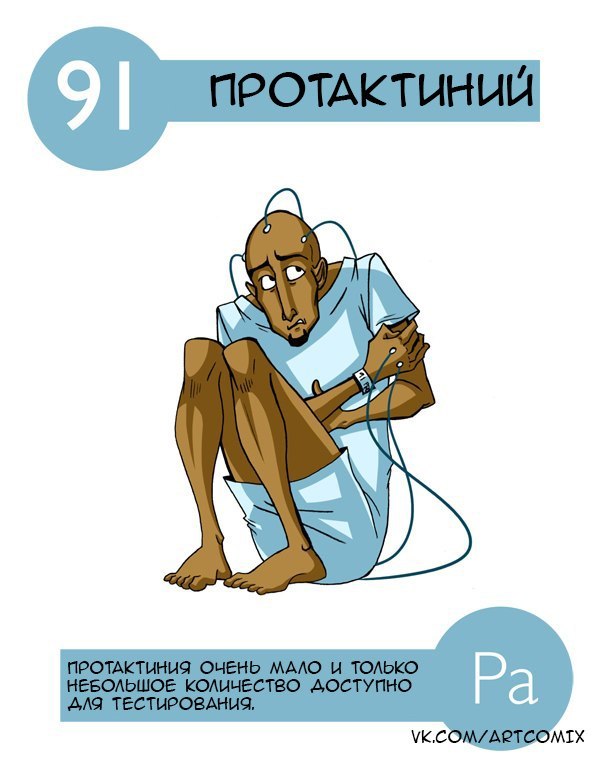 91
ПРОТАКТИНИЙ
ПРОТАКТИНИЯ ОЧЕНЬ МАЛО И ТОЛЬКО
НЕБОЛЬШОЕ КОЛИЧЕСТВО ДОСТУПНО
ДЛЯ ТЕСТИРОВАНИЯ.
Pa
VK.COM/ARTCOMIX